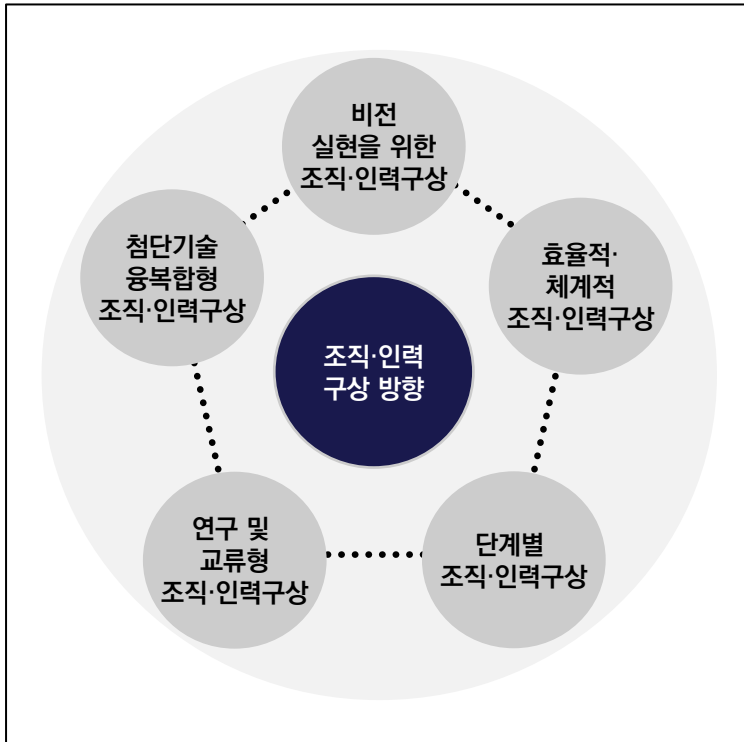 비전
실현을 위한
조직·인력구상
첨단기술
융복합형
조직·인력구상
효율적·
체계적
조직·인력구상
조직·인력
구상 방향
연구 및
교류형
조직·인력구상
단계별
조직·인력구상